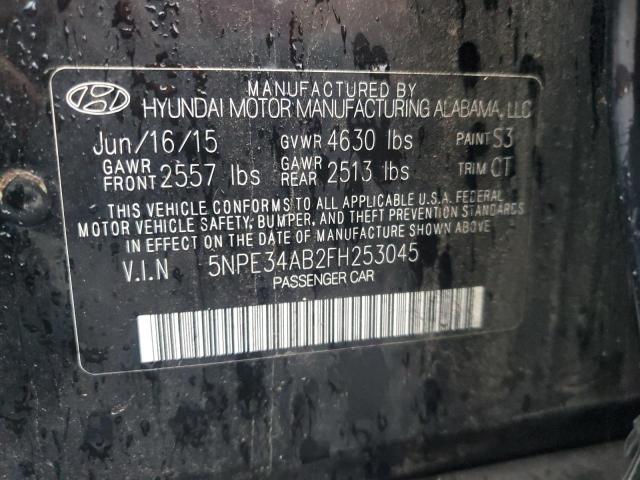 MANUFACTURED BY
HYUNDAI MOTOR MANUFACTURING ALABAMA, LLC
Jun/16/15 GVWR 4630 lbs PAINT S3
GAWR FRONT 2557 lbs GAWR REAR 2513 lbs TRIM CT
THIS VEHICLE CONFORMS TO ALL APPLICABLE U.S.A. FEDERAL
MOTOR VEHICLE SAFETY, BUMPER, AND THEFT PREVENTION STANDARDS
IN EFFECT ON THE DATE OF MANUFACTURE SHOWN ABOVE
V.I.N 5NPE34AB2FH253045
PASSENGER CAR